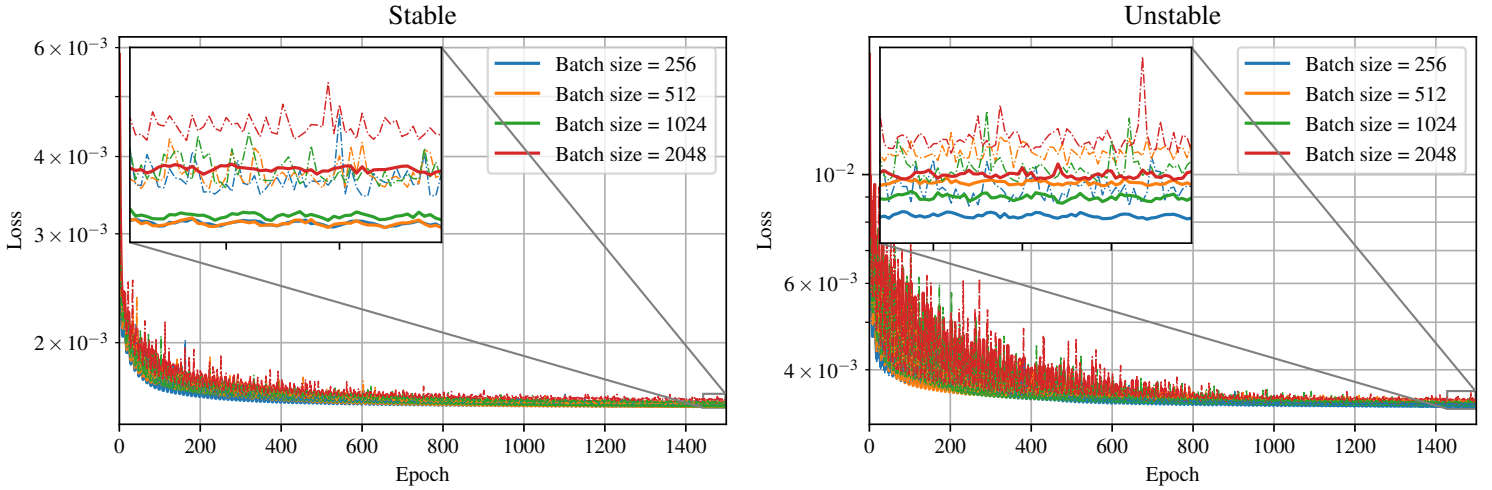 Stable
Loss
6 × 10⁻³
4 × 10⁻³
3 × 10⁻³
2 × 10⁻³
Batch size = 256
Batch size = 512
Batch size = 1024
Batch size = 2048
0 200 400 600 800 1000 1200 1400
Epoch
Unstable
Loss
10⁻²
6 × 10⁻³
4 × 10⁻³
Batch size = 256
Batch size = 512
Batch size = 1024
Batch size = 2048
0 200 400 600 800 1000 1200 1400
Epoch